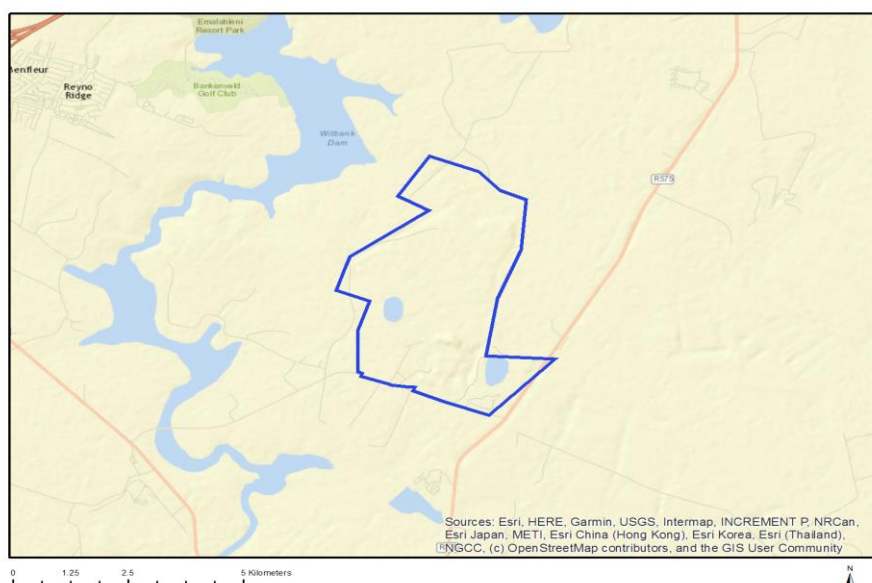 Emalahleni
Resort Park
Benfleur
Reyno
Ridge
Bankenveld
Golf Club
Witbank
Dam
R575
Sources: Esri, HERE, Garmin, USGS, Intermap, INCREMENT P, NRCan,
Esri Japan, METI, Esri China (Hong Kong), Esri Korea, Esri (Thailand),
NGCC, (c) OpenStreetMap contributors, and the GIS User Community
0 1.25 2.5 5 Kilometers
N